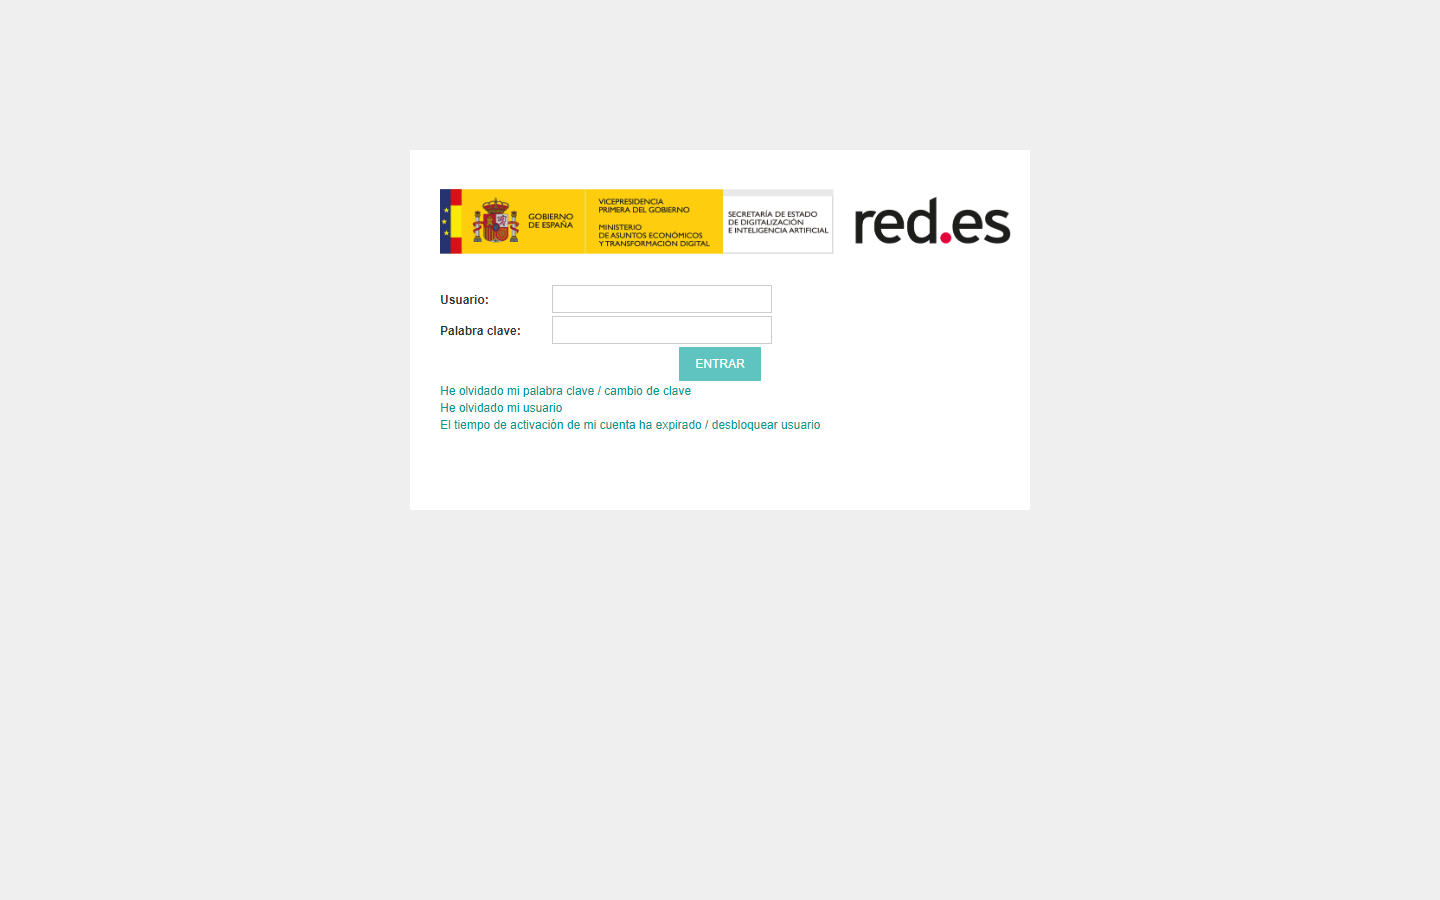 GOBIERNO
DE ESPAÑA
VICEPRESIDENCIA
PRIMERA DEL GOBIERNO
MINISTERIO
DE ASUNTOS ECONÓMICOS
Y TRANSFORMACIÓN DIGITAL
SECRETARÍA DE ESTADO
DE DIGITALIZACIÓN
E INTELIGENCIA ARTIFICIAL
red.es
Usuario:
Palabra clave:
ENTRAR
He olvidado mi palabra clave / cambio de clave
He olvidado mi usuario
El tiempo de activación de mi cuenta ha expirado / desbloquear usuario